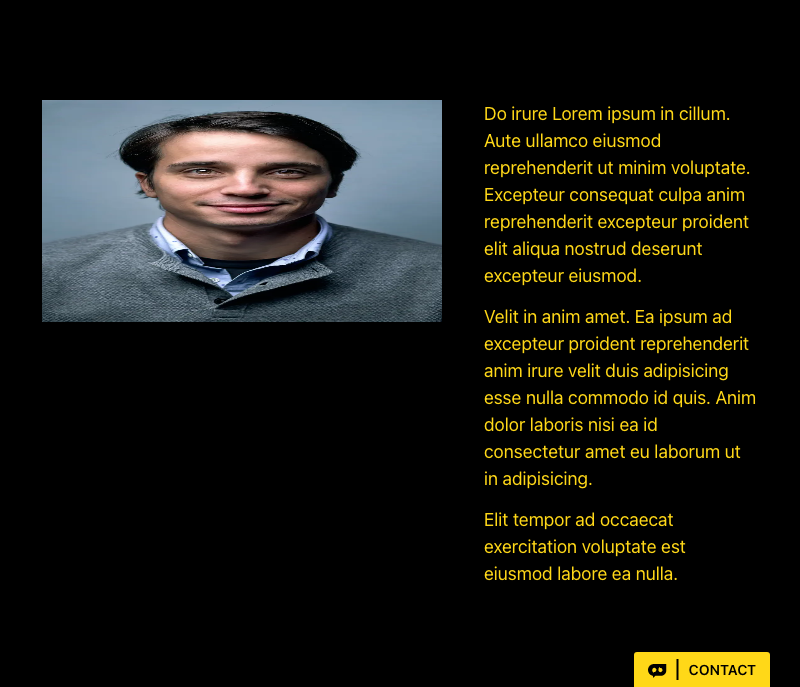 Do irure Lorem ipsum in cillum.
Aute ullamco eiusmod
reprehenderit ut minim voluptate.
Excepteur consequat culpa anim
reprehenderit excepteur proident
elit aliqua nostrud deserunt
excepteur eiusmod.
Velit in anim amet. Ea ipsum ad
excepteur proident reprehenderit
anim irure velit duis adipisicing
esse nulla commodo id quis. Anim
dolor laboris nisi ea id
consectetur amet eu laborum ut
in adipisicing.
Elit tempor ad occaecat
exercitation voluptate est
eiusmod labore ea nulla.
CONTACT